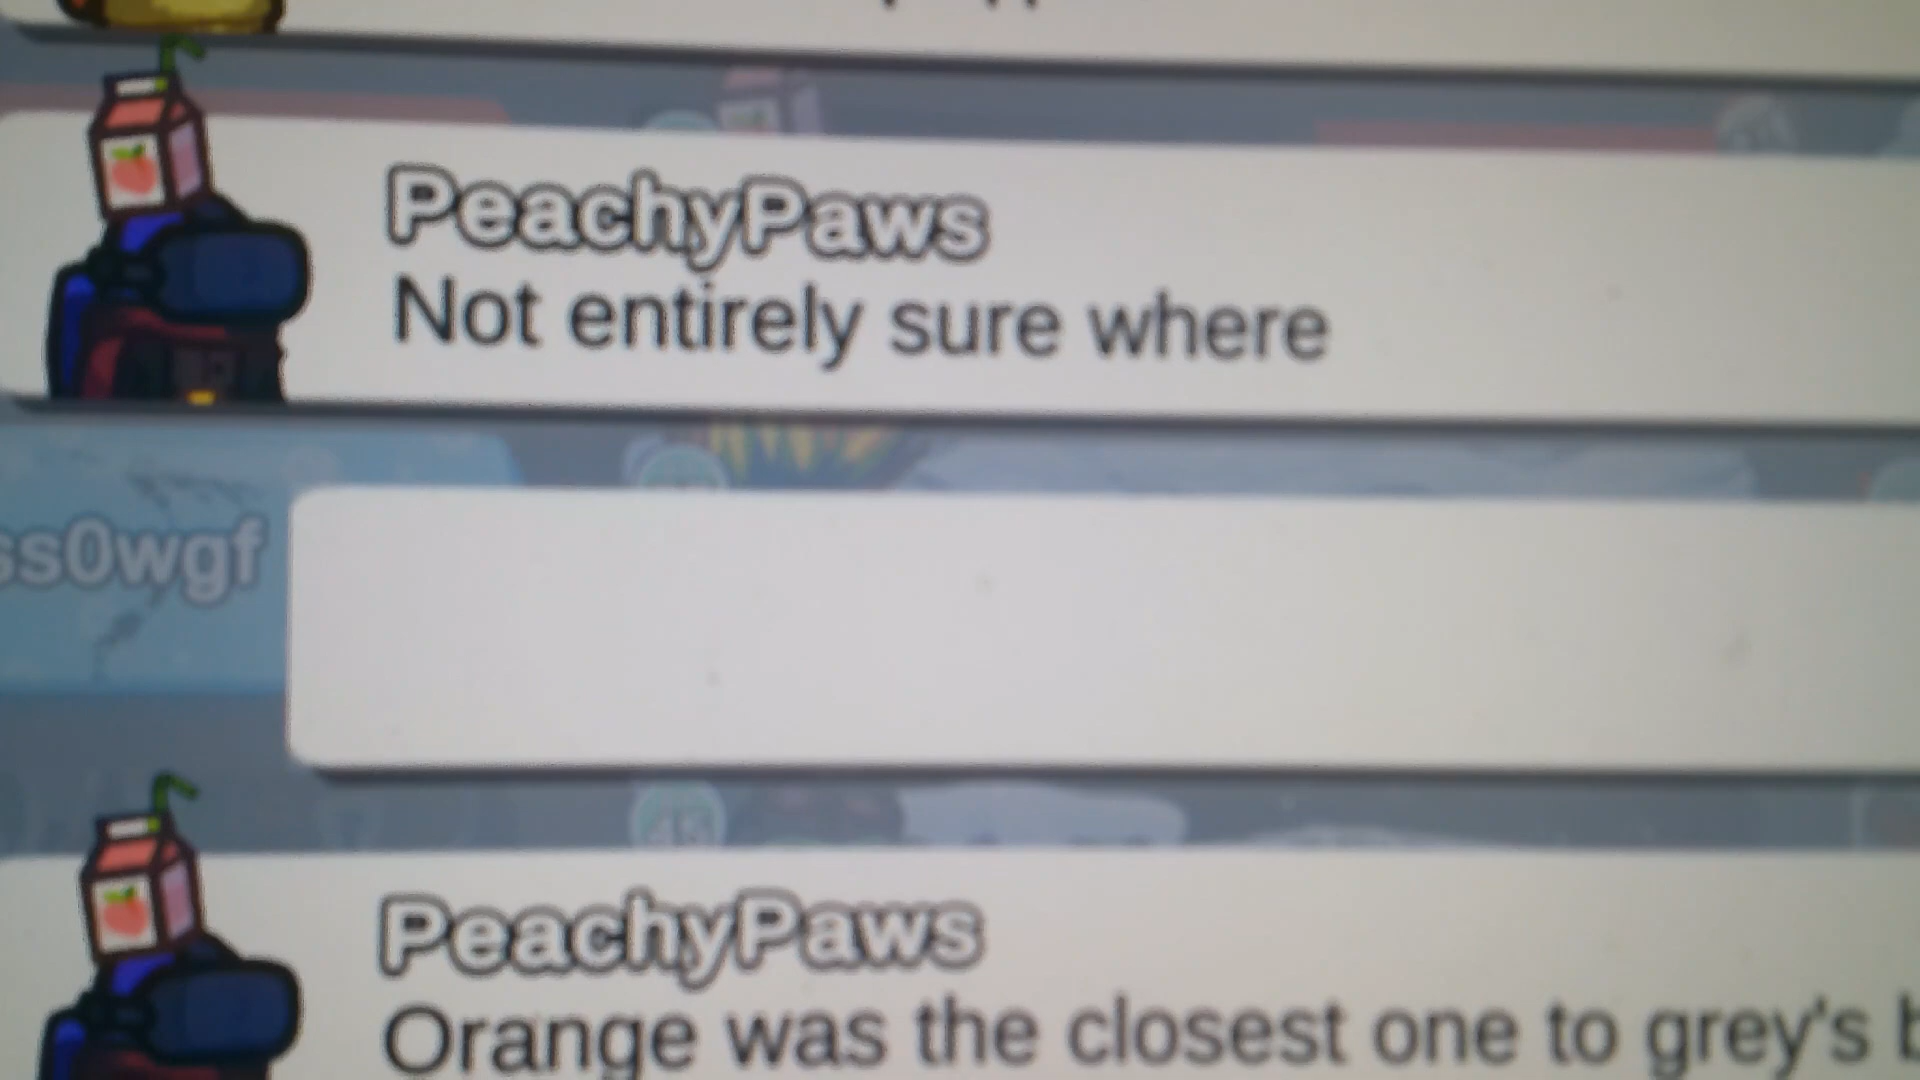 PeachyPaws
Not entirely sure where
ss0wgf
PeachyPaws
Orange was the closest one to grey's